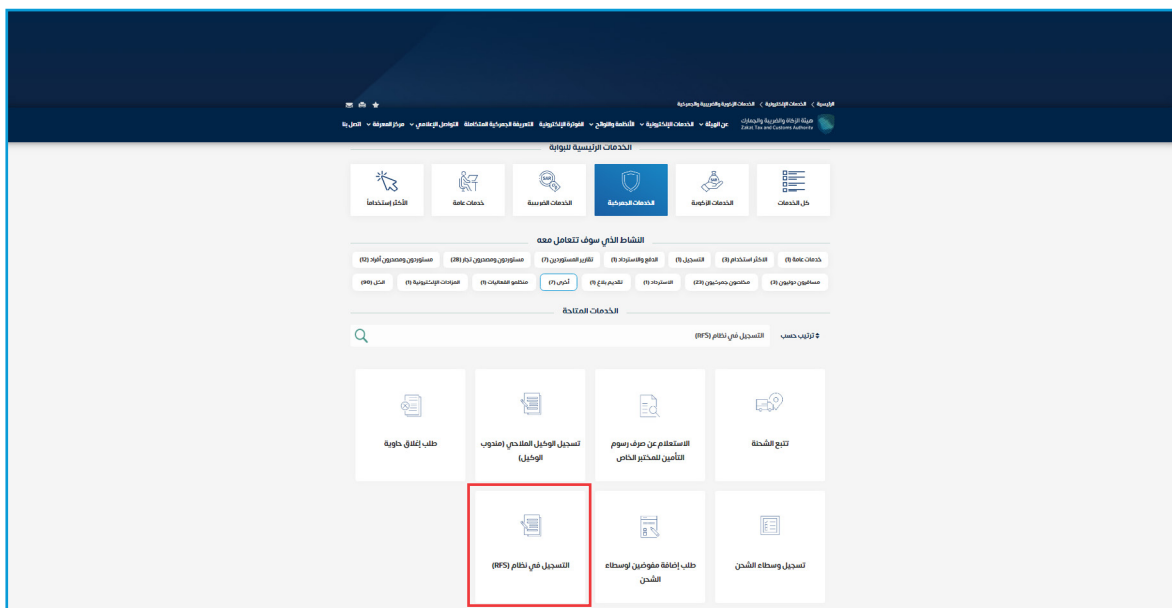 الرئيسية > الخدمات الإلكترونية > الخدمات الزكوية والضريبية والجمركية
هيئة الزكاة والضريبة والجمارك
Zakat, Tax and Customs Authority
عن الهيئة الخدمات الإلكترونية الأنظمة واللوائح الفوترة الإلكترونية التعريفة الجمركية المتكاملة التواصل الإعلامي مركز المعرفة اتصل بنا
الخدمات الرئيسية للبوابة
كل الخدمات
الخدمات الزكوية
SAR
الخدمات الجمركية
الخدمات الضريبية
SAR
خدمات عامة
الأكثر إستخداماً
النشاط الذي سوف تتعامل معه
خدمات عامة (1) الاكثر استخدام (3) التسجيل (1) الدفع والاسترداد (1) تقارير المستوردين (7) مستوردون ومصدرون تجار (28) مستوردون ومصدرون أفراد (12)
مسافرون دوليون (3) مخلصون جمركيون (23) الاسترداد (1) تقديم بلاغ (1) أخرى (7) منظمو الفعاليات (1) المزادات الإلكترونية (1) الكل (90)
الخدمات المتاحة
ترتيب حسب التسجيل في نظام (RFS)
تتبع الشحنة
الاستعلام عن صرف رسوم
التأمين للمختبر الخاص
تسجيل الوكيل الملاحي (مندوب
الوكيل)
طلب إغلاق حاوية
تسجيل وسطاء الشحن
طلب إضافة مفوضين لوسطاء
الشحن
التسجيل في نظام (RFS)